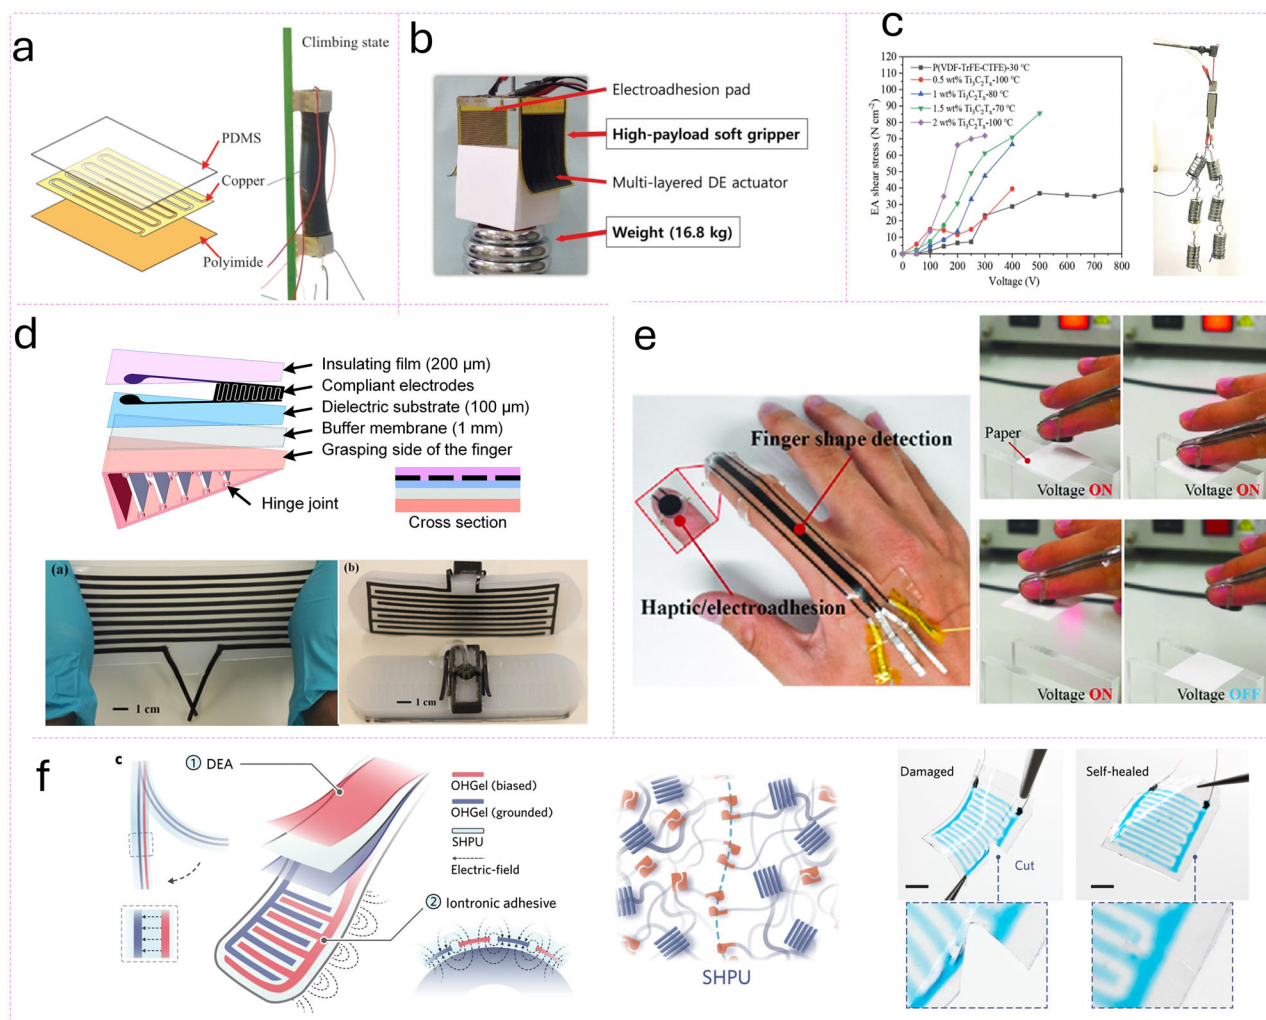 a
Climbing state
PDMS
Copper
Polyimide
b
Electroadhesion pad
High-payload soft gripper
Multi-layered DE actuator
Weight (16.8 kg)
c
EA shear stress (N cm⁻²)
120
110
100
90
80
70
60
50
40
30
20
10
0
P(VDF-TrFE-CTFE)-30 °C
0.5 wt% Ti₃C₂Tₓ-100 °C
1 wt% Ti₃C₂Tₓ-80 °C
1.5 wt% Ti₃C₂Tₓ-70 °C
2 wt% Ti₃C₂Tₓ-100 °C
0 100 200 300 400 500 600 700 800
Voltage (V)
d
Insulating film (200 μm)
Compliant electrodes
Dielectric substrate (100 μm)
Buffer membrane (1 mm)
Grasping side of the finger
Hinge joint
Cross section
(a)
1 cm
(b)
1 cm
e
Finger shape detection
Haptic/electroadhesion
Paper
Voltage ON
Voltage ON
Voltage ON
Voltage OFF
f
c
① DEA
OHGel (biased)
OHGel (grounded)
SHPU
Electric-field
② Iontronic adhesive
SHPU
Damaged
Cut
Self-healed